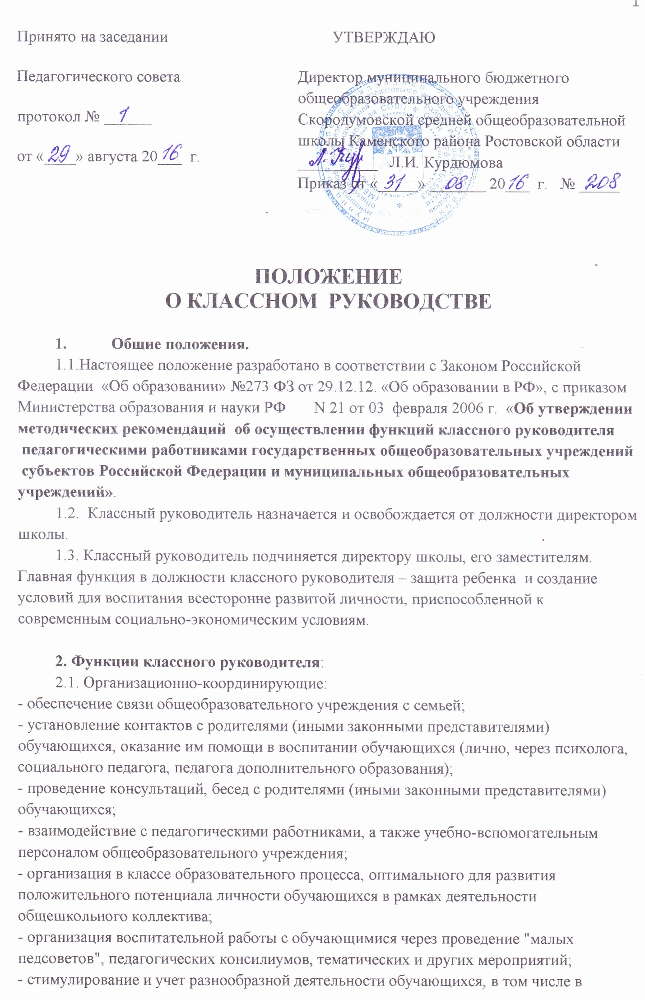 1
Принято на заседании
УТВЕРЖДАЮ
Педагогического совета
Директор муниципального бюджетного
общеобразовательного учреждения
протокол № 1
Скородумовской средней общеобразовательной
школы Каменского района Ростовской области
от «29» августа 2016 г.
Л. Кур Л.И. Курдюмова
Приказ от «31» 08 2016 г. № 208
ПОЛОЖЕНИЕ
О КЛАССНОМ РУКОВОДСТВЕ
1. Общие положения.
1.1.Настоящее положение разработано в соответствии с Законом Российской
Федерации «Об образовании» №273 ФЗ от 29.12.12. «Об образовании в РФ», с приказом
Министерства образования и науки РФ N 21 от 03 февраля 2006 г. «Об утверждении
методических рекомендаций об осуществлении функций классного руководителя
педагогическими работниками государственных общеобразовательных учреждений
субъектов Российской Федерации и муниципальных общеобразовательных
учреждений».
1.2. Классный руководитель назначается и освобождается от должности директором
школы.
1.3. Классный руководитель подчиняется директору школы, его заместителям.
Главная функция в должности классного руководителя – защита ребенка и создание
условий для воспитания всесторонне развитой личности, приспособленной к
современным социально-экономическим условиям.
2. Функции классного руководителя:
2.1. Организационно-координирующие:
- обеспечение связи общеобразовательного учреждения с семьей;
- установление контактов с родителями (иными законными представителями)
обучающихся, оказание им помощи в воспитании обучающихся (лично, через психолога,
социального педагога, педагога дополнительного образования);
- проведение консультаций, бесед с родителями (иными законными представителями)
обучающихся;
- взаимодействие с педагогическими работниками, а также учебно-вспомогательным
персоналом общеобразовательного учреждения;
- организация в классе образовательного процесса, оптимального для развития
положительного потенциала личности обучающихся в рамках деятельности
общешкольного коллектива;
- организация воспитательной работы с обучающимися через проведение "малых
педсоветов", педагогических консилиумов, тематических и других мероприятий;
- стимулирование и учет разнообразной деятельности обучающихся, в том числе в